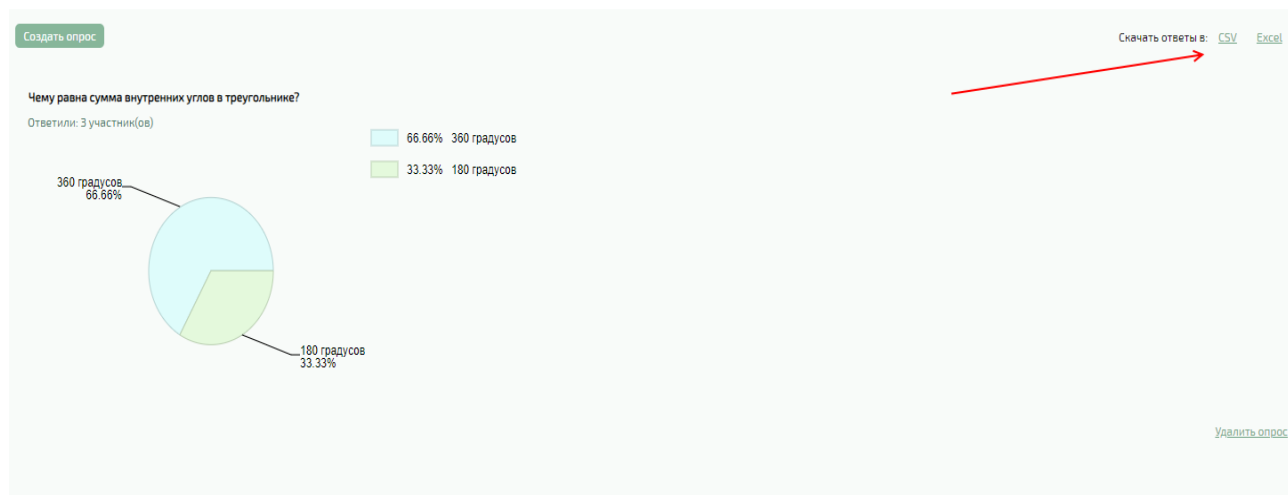 Создать опрос
Скачать ответы в: CSV Excel
Чему равна сумма внутренних углов в треугольнике?
Ответили: 3 участник(ов)
66.66% 360 градусов
33.33% 180 градусов
360 градусов
66.66%
180 градусов
33.33%
Удалить опрос